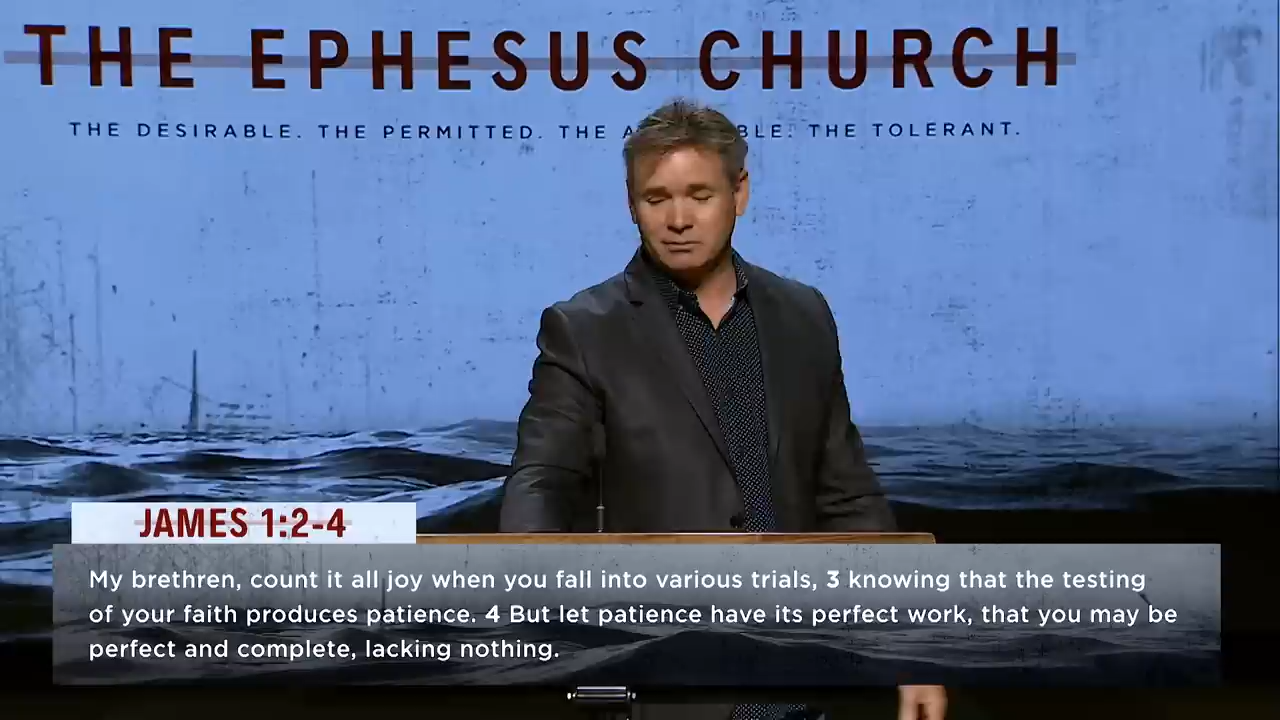 THE EPHESUS CHURCH
THE DESIRABLE. THE PERMITTED. THE THE TOLERANT.
JAMES 1:2-4
My brethren, count it all joy when you fall into various trials, 3 knowing that the testing
of your faith produces patience. 4 But let patience have its perfect work, that you may be
perfect and complete, lacking nothing.